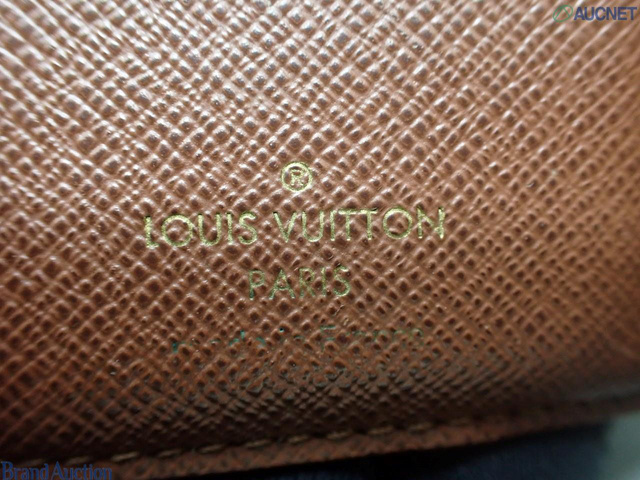 AUCNET
®
LOUIS VUITTON
PARIS
Brand Auction